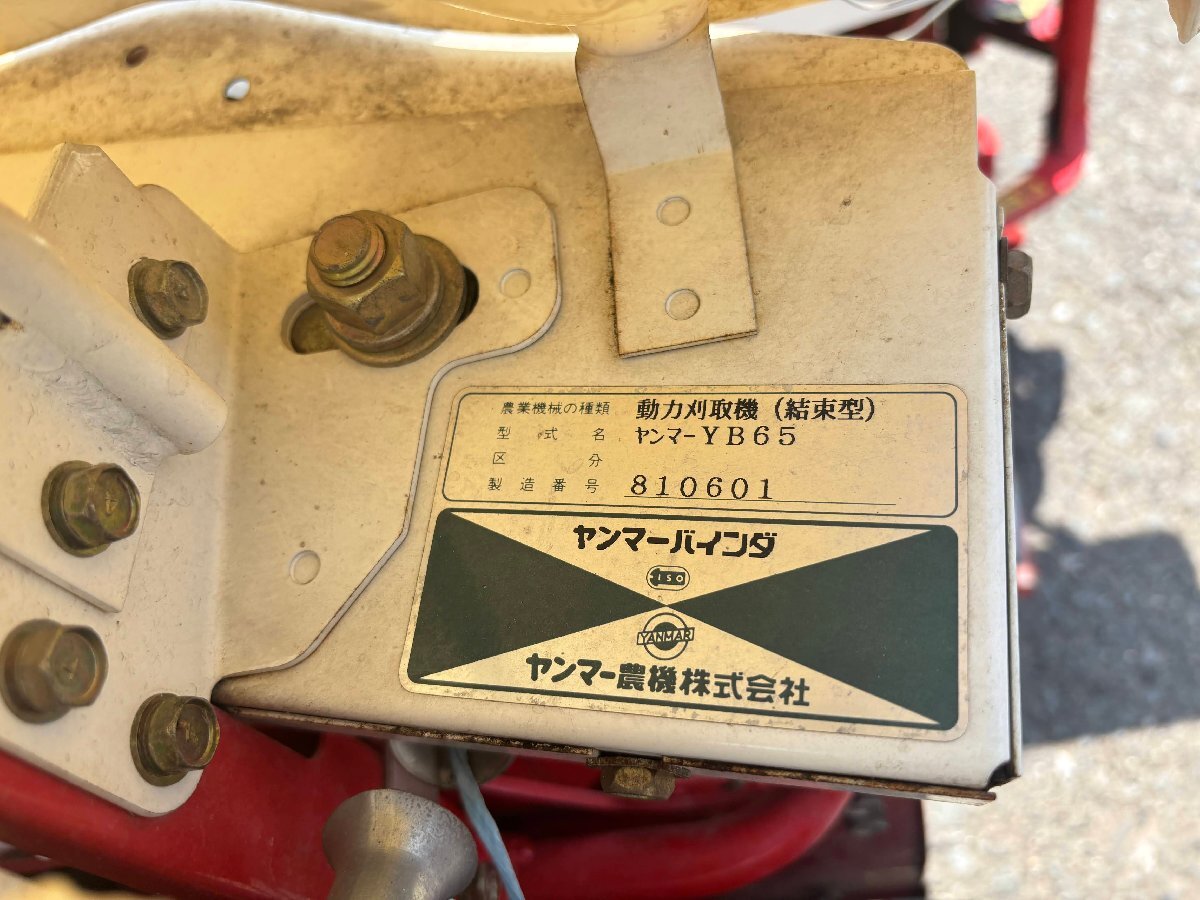 農業機械の種類 動力刈取機（結束型）
型式名 ヤンマーYB65
区分
製造番号 810601
ヤンマーバインダ
ISO
YANMAR
ヤンマー農機株式会社